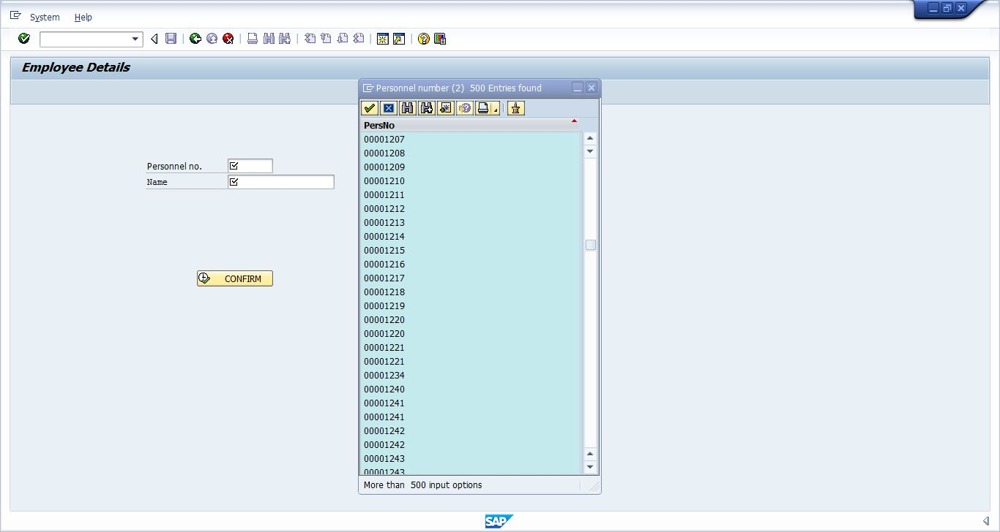 System Help
Employee Details
Personnel number (2) 500 Entries found
PersNo
00001207
00001208
Personnel no.
00001209
Name
00001210
00001211
00001212
00001213
00001214
00001215
00001216
CONFIRM
00001217
00001218
00001219
00001220
00001220
00001221
00001221
00001234
00001240
00001241
00001241
00001242
00001242
00001243
00001243
More than 500 input options
SAP